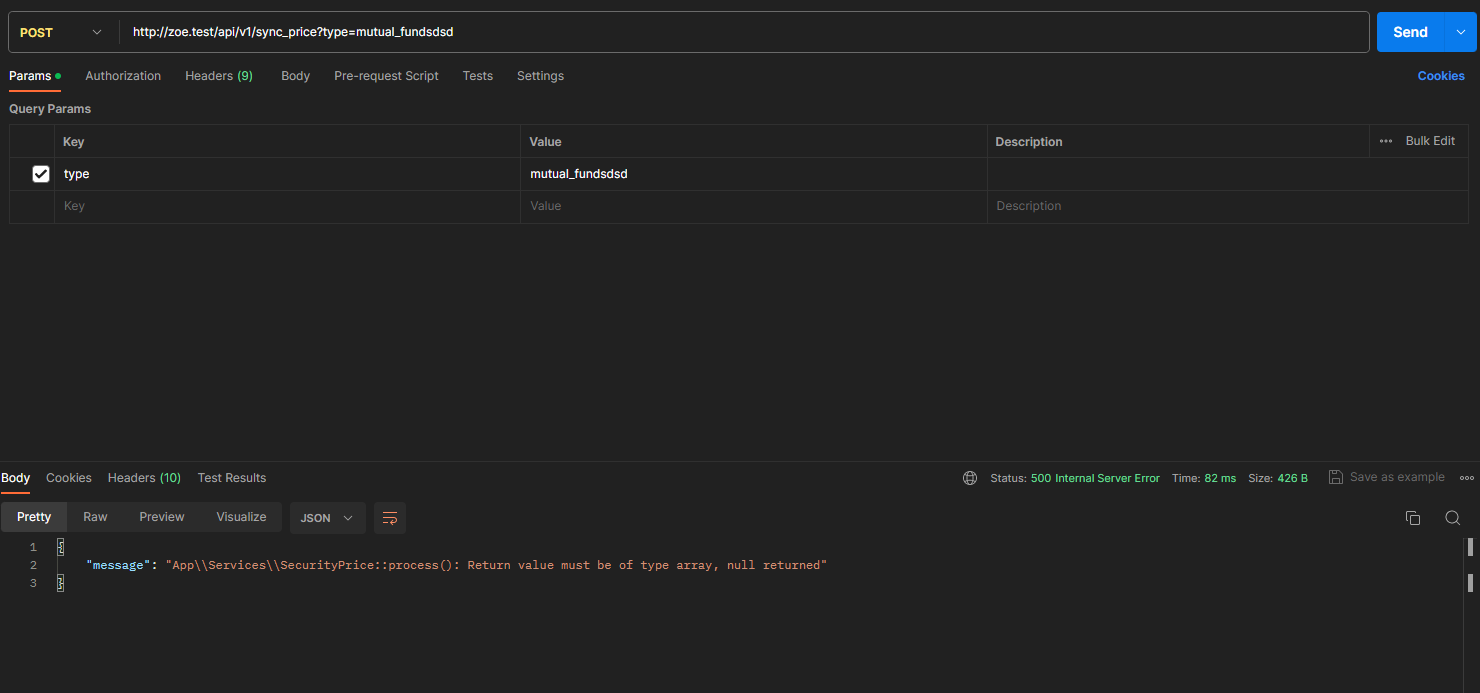 POST http://zoe.test/api/v1/sync_price?type=mutual_fundsdsd Send
Params Authorization Headers (9) Body Pre-request Script Tests Settings Cookies
Query Params
Key Value Description ••• Bulk Edit
type mutual_fundsdsd
Key Value Description
Body Cookies Headers (10) Test Results Status: 500 Internal Server Error Time: 82 ms Size: 426 B Save as example
Pretty Raw Preview Visualize JSON
1 {
2 "message": "App\\Services\\SecurityPrice::process(): Return value must be of type array, null returned"
3 }